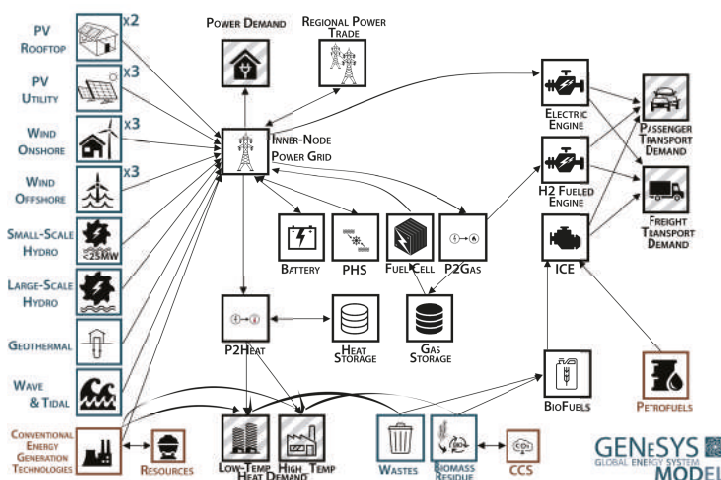 Power Demand
Regional Power
Trade
PV
Rooftop
x2
PV
Utility
x3
Wind
Onshore
x3
Wind
Offshore
x3
Small-Scale
Hydro
<25MW
Large-Scale
Hydro
Geothermal
Wave
& Tidal
Conventional
Energy
Generation
Technologies
Resources
Inner-Node
Power Grid
Battery
PHS
Fuel Cell
P2Gas
P2Heat
Heat
Storage
Gas
Storage
Electric
Engine
H2 Fueled
Engine
ICE
Passenger
Transport
Demand
Freight
Transport
Demand
BioFuels
Petrofuels
Low-Temp High Temp
Heat Demand
Wastes
Biomass
Residue
CCS
GENeSYS
GLOBAL ENERGY SYSTEM
MODEL